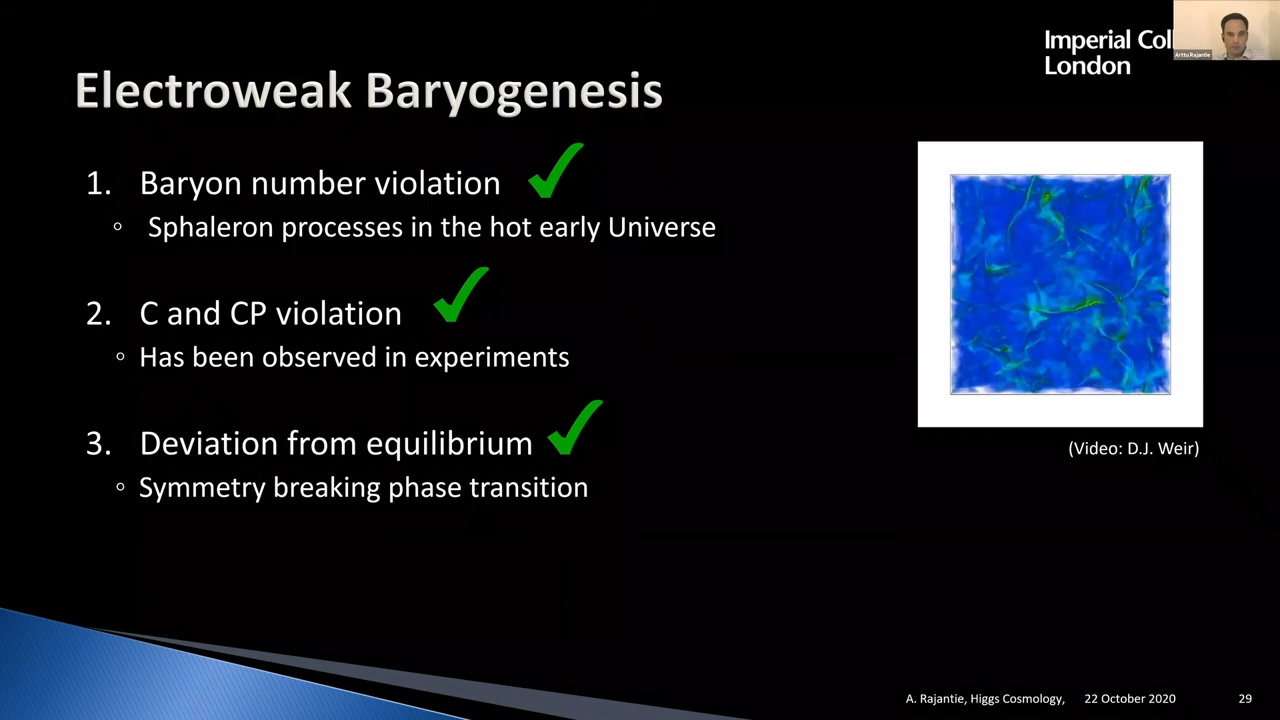 Imperial Col
London
Arttu Rajantie
Electroweak Baryogenesis
1. Baryon number violation
Sphaleron processes in the hot early Universe
2. C and CP violation
Has been observed in experiments
3. Deviation from equilibrium
Symmetry breaking phase transition
(Video: D.J. Weir)
A. Rajantie, Higgs Cosmology, 22 October 2020 29